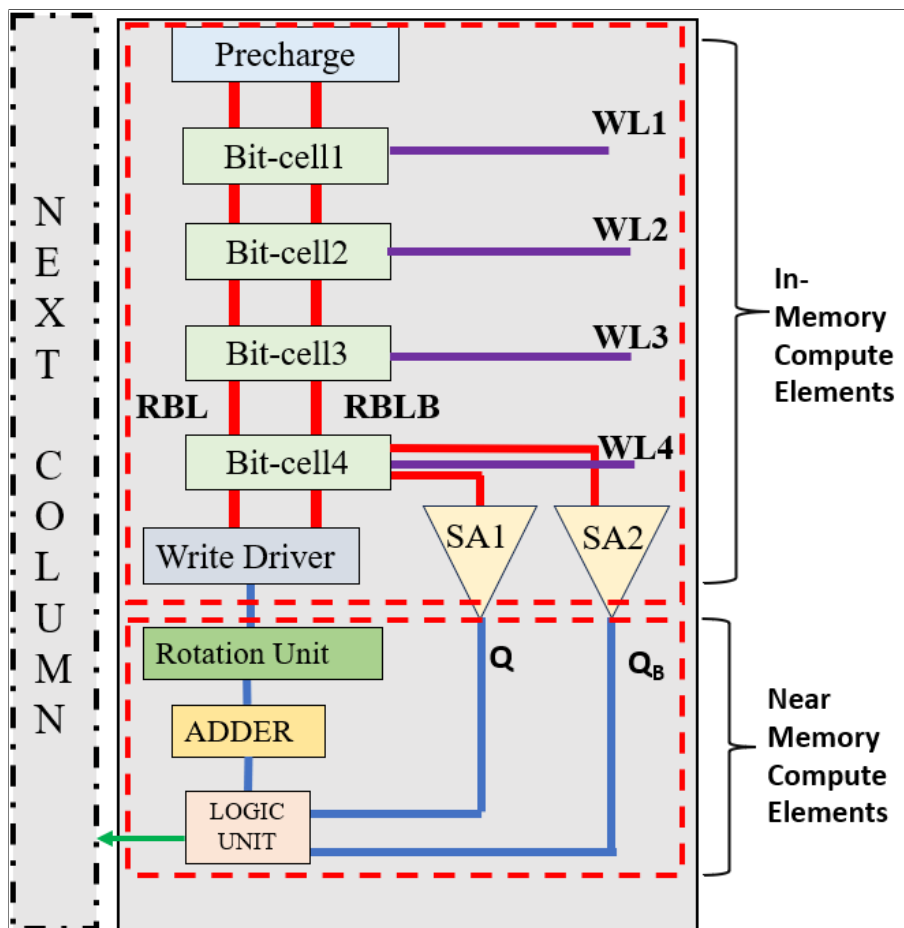 NEXT COLUMN
Precharge
WL1
Bit-cell1
WL2
Bit-cell2
WL3
Bit-cell3
RBL
RBLB
WL4
Bit-cell4
SA1
SA2
Write Driver
In-
Memory
Compute
Elements
Rotation Unit
Q
QB
ADDER
LOGIC
UNIT
Near
Memory
Compute
Elements